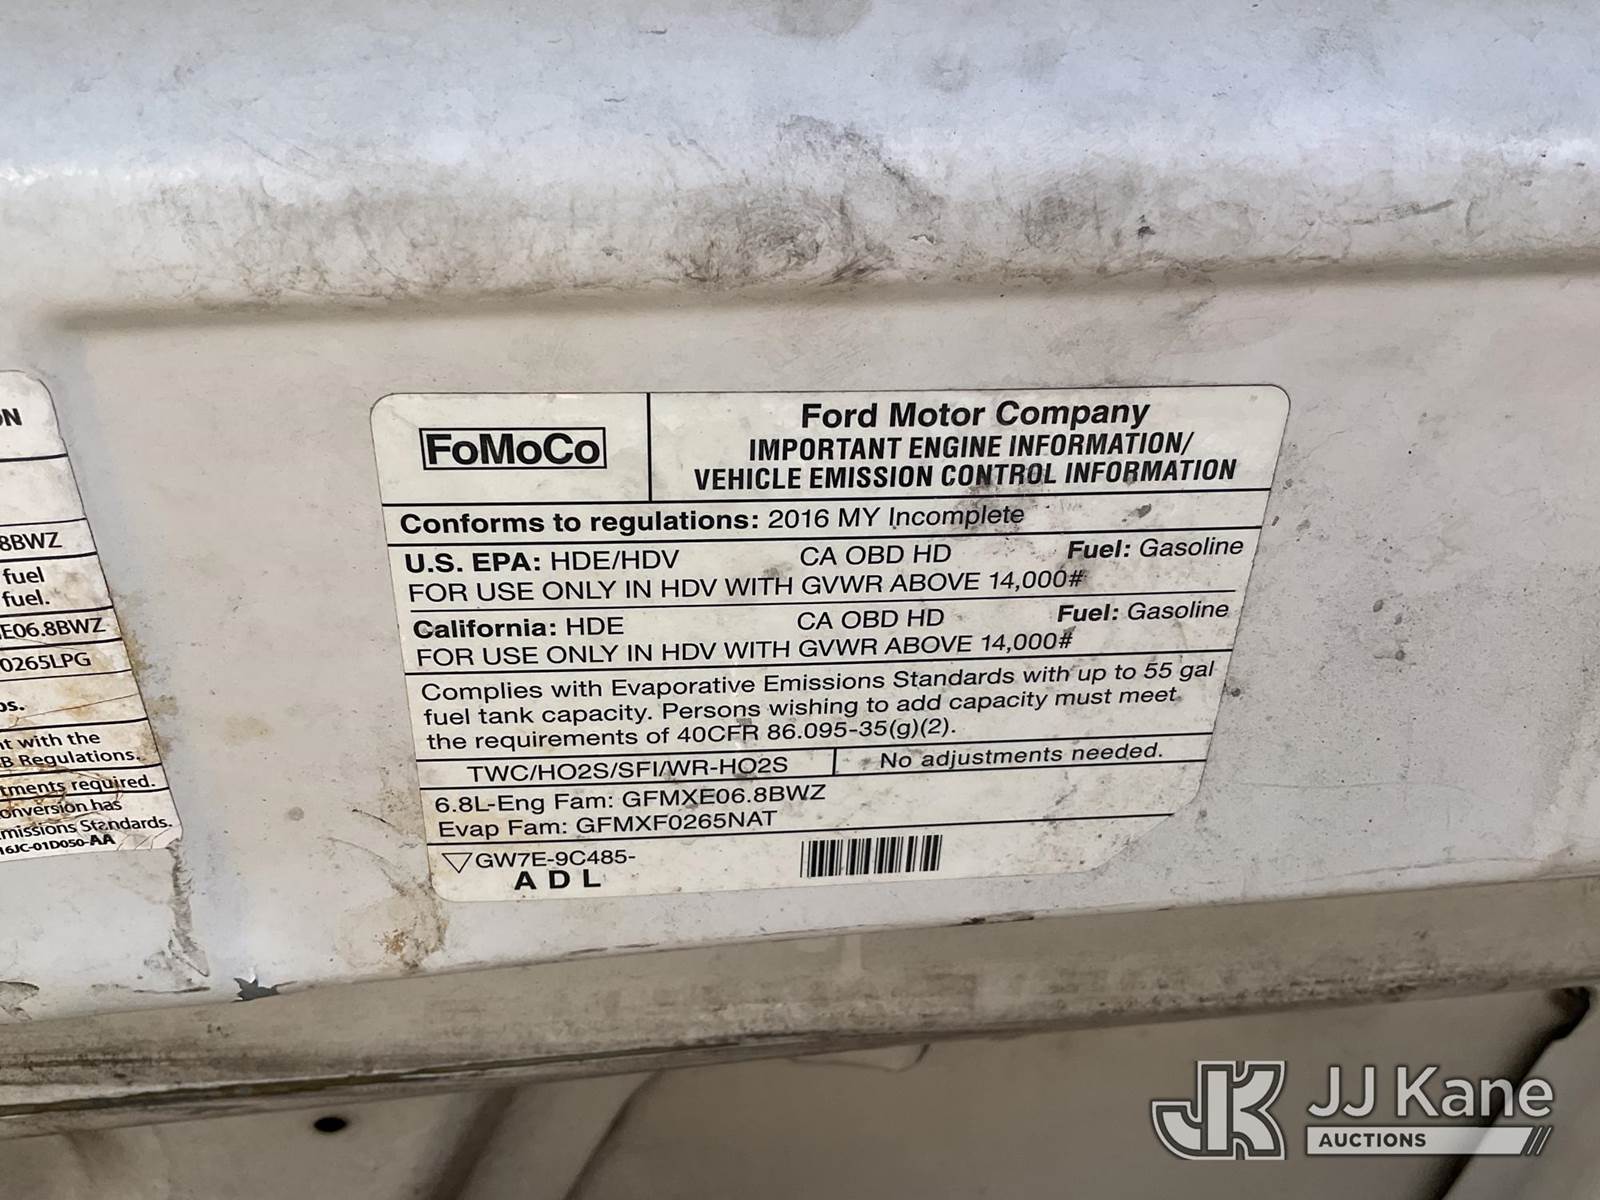 FoMoCo
Ford Motor Company
IMPORTANT ENGINE INFORMATION/
VEHICLE EMISSION CONTROL INFORMATION
Conforms to regulations: 2016 MY Incomplete
U.S. EPA: HDE/HDV CA OBD HD Fuel: Gasoline
FOR USE ONLY IN HDV WITH GVWR ABOVE 14,000#
California: HDE CA OBD HD Fuel: Gasoline
FOR USE ONLY IN HDV WITH GVWR ABOVE 14,000#
Complies with Evaporative Emissions Standards with up to 55 gal
fuel tank capacity. Persons wishing to add capacity must meet
the requirements of 40CFR 86.095-35(g)(2).
TWC/HO2S/SFI/WR-HO2S No adjustments needed.
6.8L-Eng Fam: GFMXE06.8BWZ
Evap Fam: GFMXF0265NAT
GW7E-9C485-
A D L
8BWZ
fuel
fuel.
E06.8BWZ
0265LPG
with the
Regulations.
required.
has
Standards.
16JC-01D050-AA
JK JJ Kane
AUCTIONS